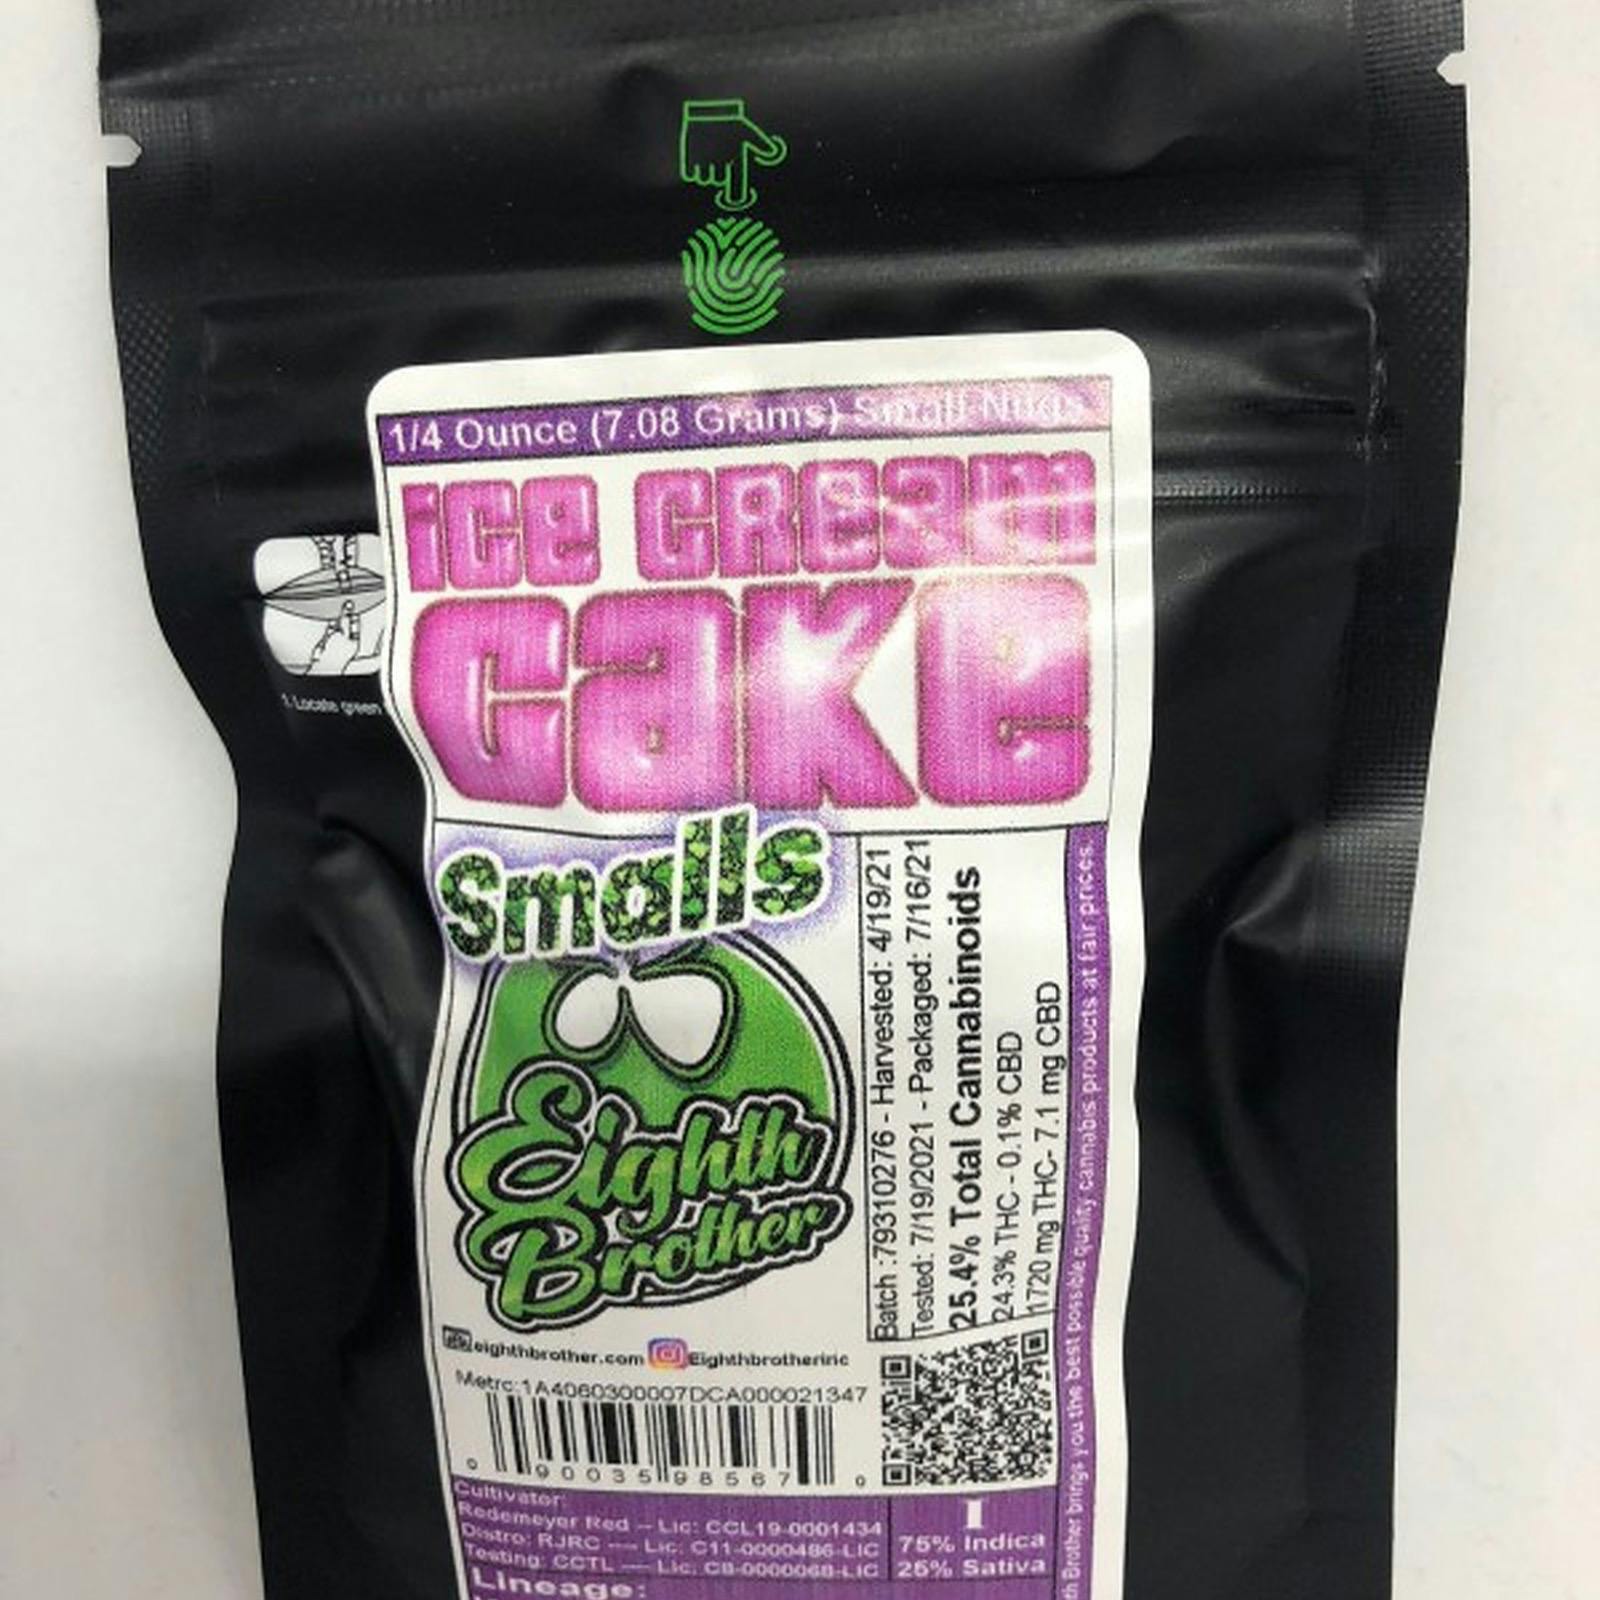 1/4 Ounce (7.08 Grams) Small Nugs
ice cream
cake
1 Locate green
Smalls
Eighth
Brother
Batch :79310276 - Harvested: 4/19/21
Tested: 7/19/2021 - Packaged: 7/16/21
25.4% Total Cannabinoids
24.3% THC - 0.1% CBD
1720 mg THC- 7.1 mg CBD
th Brother brings you the best possible quality cannabis products at fair prices.
eighthbrother.com Eighthbrotherinc
Metrc:1A4060300007DCA000021347
0 90035 98567 0
Cultivator:
Redemeyer Red – Lic: CCL19-0001434
Distro: RJRC --- Lic: C11-0000486-LIC
Testing: CCTL --- Lic: C8-0000068-LIC
I
75% Indica
25% Sativa
Lineage: